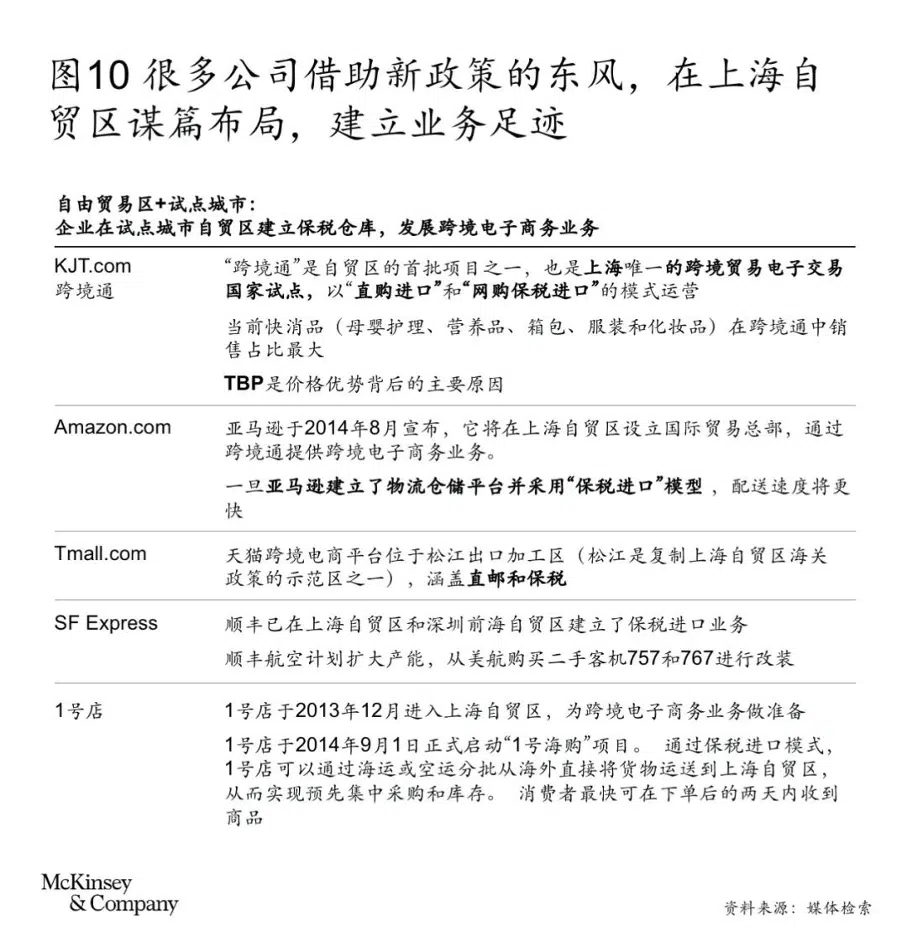 图10 很多公司借助新政策的东风，在上海自
贸区谋篇布局，建立业务足迹
自由贸易区+试点城市：
企业在试点城市自贸区建立保税仓库，发展跨境电子商务业务
KJT.com
跨境通
“跨境通”是自贸区的首批项目之一，也是上海唯一的跨境贸易电子交易
国家试点，以“直购进口”和“网购保税进口”的模式运营
当前快消品（母婴护理、营养品、箱包、服装和化妆品）在跨境通中销
售占比最大
TBP是价格优势背后的主要原因
Amazon.com
亚马逊于2014年8月宣布，它将在上海自贸区设立国际贸易总部，通过
跨境通提供跨境电子商务业务。
一旦亚马逊建立了物流仓储平台并采用“保税进口”模型 ，配送速度将更
快
Tmall.com
天猫跨境电商平台位于松江出口加工区（松江是复制上海自贸区海关
政策的示范区之一），涵盖直邮和保税
SF Express
顺丰已在上海自贸区和深圳前海自贸区建立了保税进口业务
顺丰航空计划扩大产能，从美航购买二手客机757和767进行改装
1号店
1号店于2013年12月进入上海自贸区，为跨境电子商务业务做准备
1号店于2014年9月1日正式启动“1号海购”项目。 通过保税进口模式，
1号店可以通过海运或空运分批从海外直接将货物运送到上海自贸区，
从而实现预先集中采购和库存。 消费者最快可在下单后的两天内收到
商品
McKinsey
& Company
资料来源：媒体检索